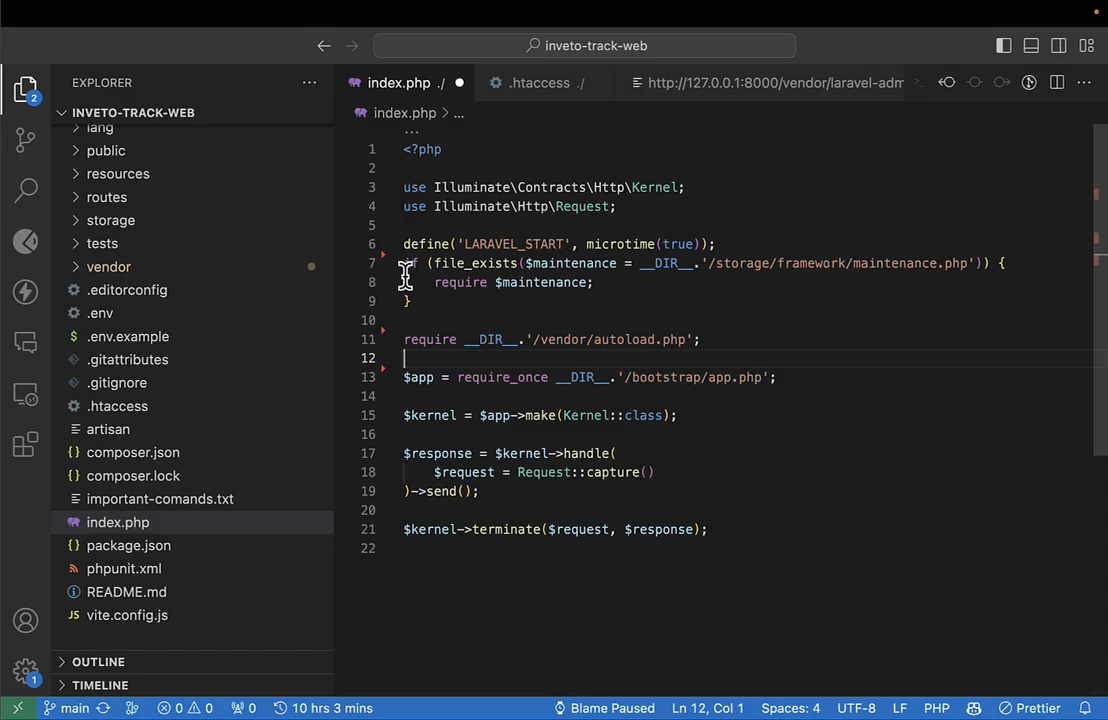 inveto-track-web
EXPLORER
index.php ./
.htaccess ./
http://127.0.0.1:8000/vendor/laravel-adm
INVETO-TRACK-WEB
index.php > ...
lang
public
resources
routes
storage
tests
vendor
.editorconfig
.env
.env.example
.gitattributes
.gitignore
.htaccess
artisan
composer.json
composer.lock
important-comands.txt
index.php
package.json
phpunit.xml
README.md
vite.config.js
OUTLINE
TIMELINE
2
1
1 <?php
2
3 use Illuminate\Contracts\Http\Kernel;
4 use Illuminate\Http\Request;
5
6 define('LARAVEL_START', microtime(true));
7 if (file_exists($maintenance = __DIR__.'/storage/framework/maintenance.php')) {
8 require $maintenance;
9 }
10
11 require __DIR__.'/vendor/autoload.php';
12
13 $app = require_once __DIR__.'/bootstrap/app.php';
14
15 $kernel = $app->make(Kernel::class);
16
17 $response = $kernel->handle(
18 $request = Request::capture()
19 )->send();
20
21 $kernel->terminate($request, $response);
22
main 0 0 0 10 hrs 3 mins Blame Paused Ln 12, Col 1 Spaces: 4 UTF-8 LF PHP Prettier